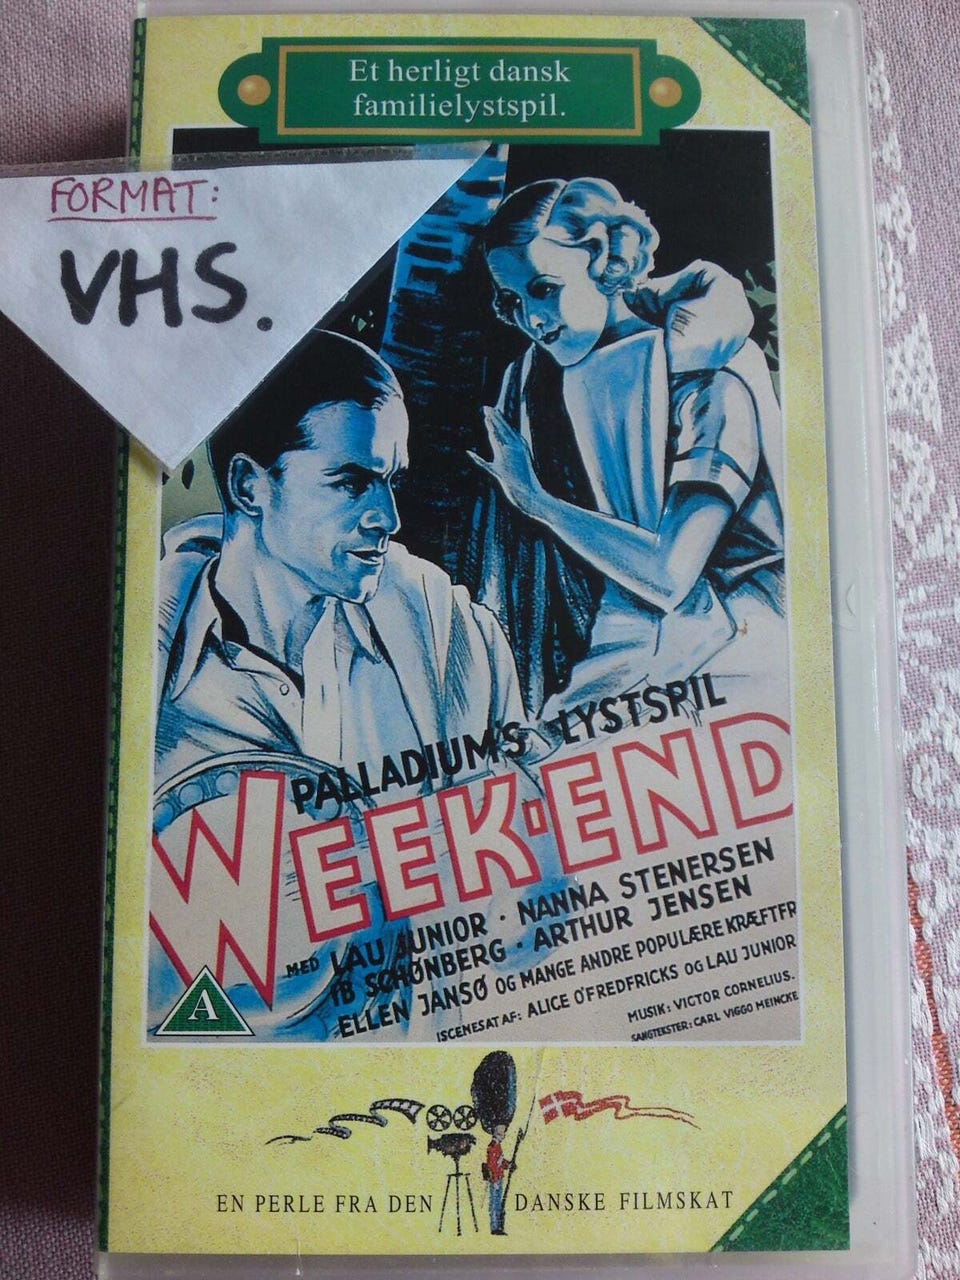 Et herligt dansk
familielystspil.
FORMAT:
VHS.
PALLADIUM'S LYSTSPIL
WEEK-END
MED LAU JUNIOR · NANNA STENERSEN
IB SCHØNBERG · ARTHUR JENSEN
ELLEN JANSØ OG MANGE ANDRE POPULÆRE KRÆFTER
ISCENESAT AF: ALICE O'FREDRICKS OG LAU JUNIOR
MUSIK: VICTOR CORNELIUS.
SANGTEKSTER: CARL VIGGO MEINCKE
A
EN PERLE FRA DEN DANSKE FILMSKAT